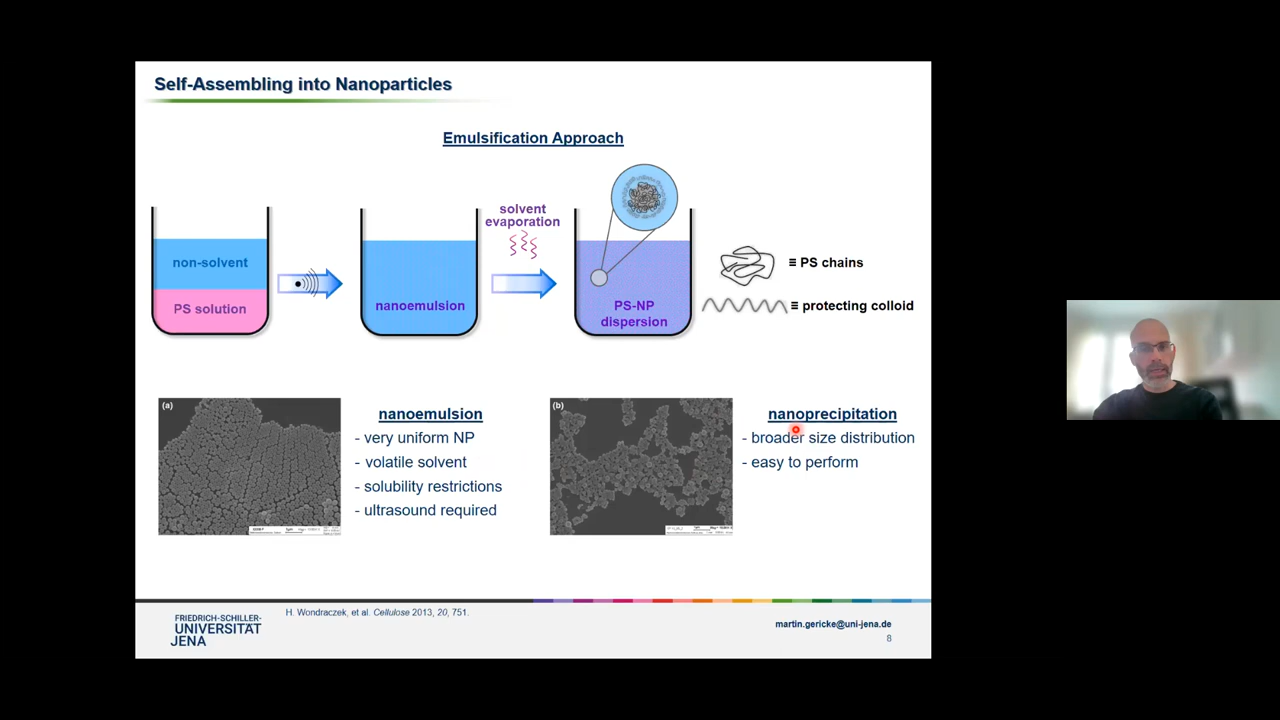 Self-Assembling into Nanoparticles
Emulsification Approach
non-solvent
PS solution
nanoemulsion
solvent
evaporation
PS-NP
dispersion
≡ PS chains
≡ protecting colloid
(a)
nanoemulsion
- very uniform NP
- volatile solvent
- solubility restrictions
- ultrasound required
(b)
nanoprecipitation
- broader size distribution
- easy to perform
H. Wondraczek, et al. Cellulose 2013, 20, 751.
FRIEDRICH-SCHILLER-
UNIVERSITÄT
JENA
martin.gericke@uni-jena.de
8